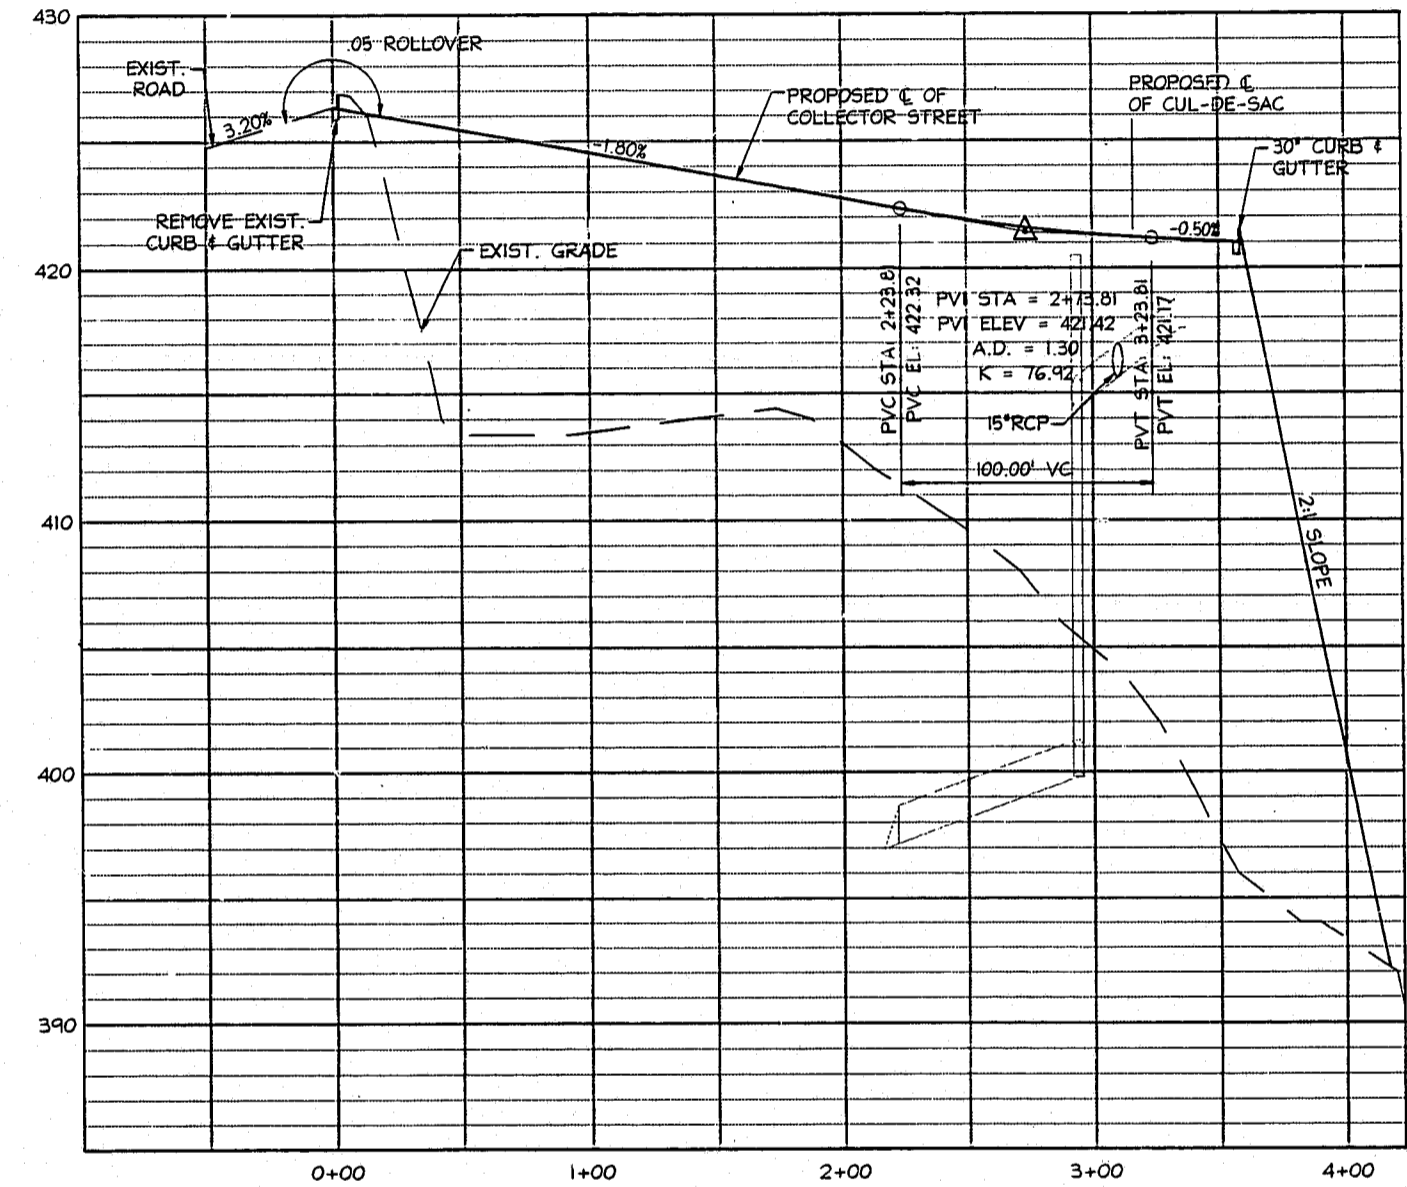 430
.05 ROLLOVER
EXIST.
ROAD
3.20%
PROPOSED ℄ OF
COLLECTOR STREET
PROPOSED ℄
OF CUL-DE-SAC
-1.80%
30" CURB &
GUTTER
REMOVE EXIST.
CURB & GUTTER
EXIST. GRADE
-0.50%
420
PVC STA: 2+23.81
PVC EL: 422.32
PVI STA = 2+73.81
PVI ELEV = 421.42
A.D. = 1.30
K = 76.92
PVT STA: 3+23.81
PVT EL: 421.17
15"RCP
100.00' VC
410
2:1 SLOPE
400
390
0+00
1+00
2+00
3+00
4+00